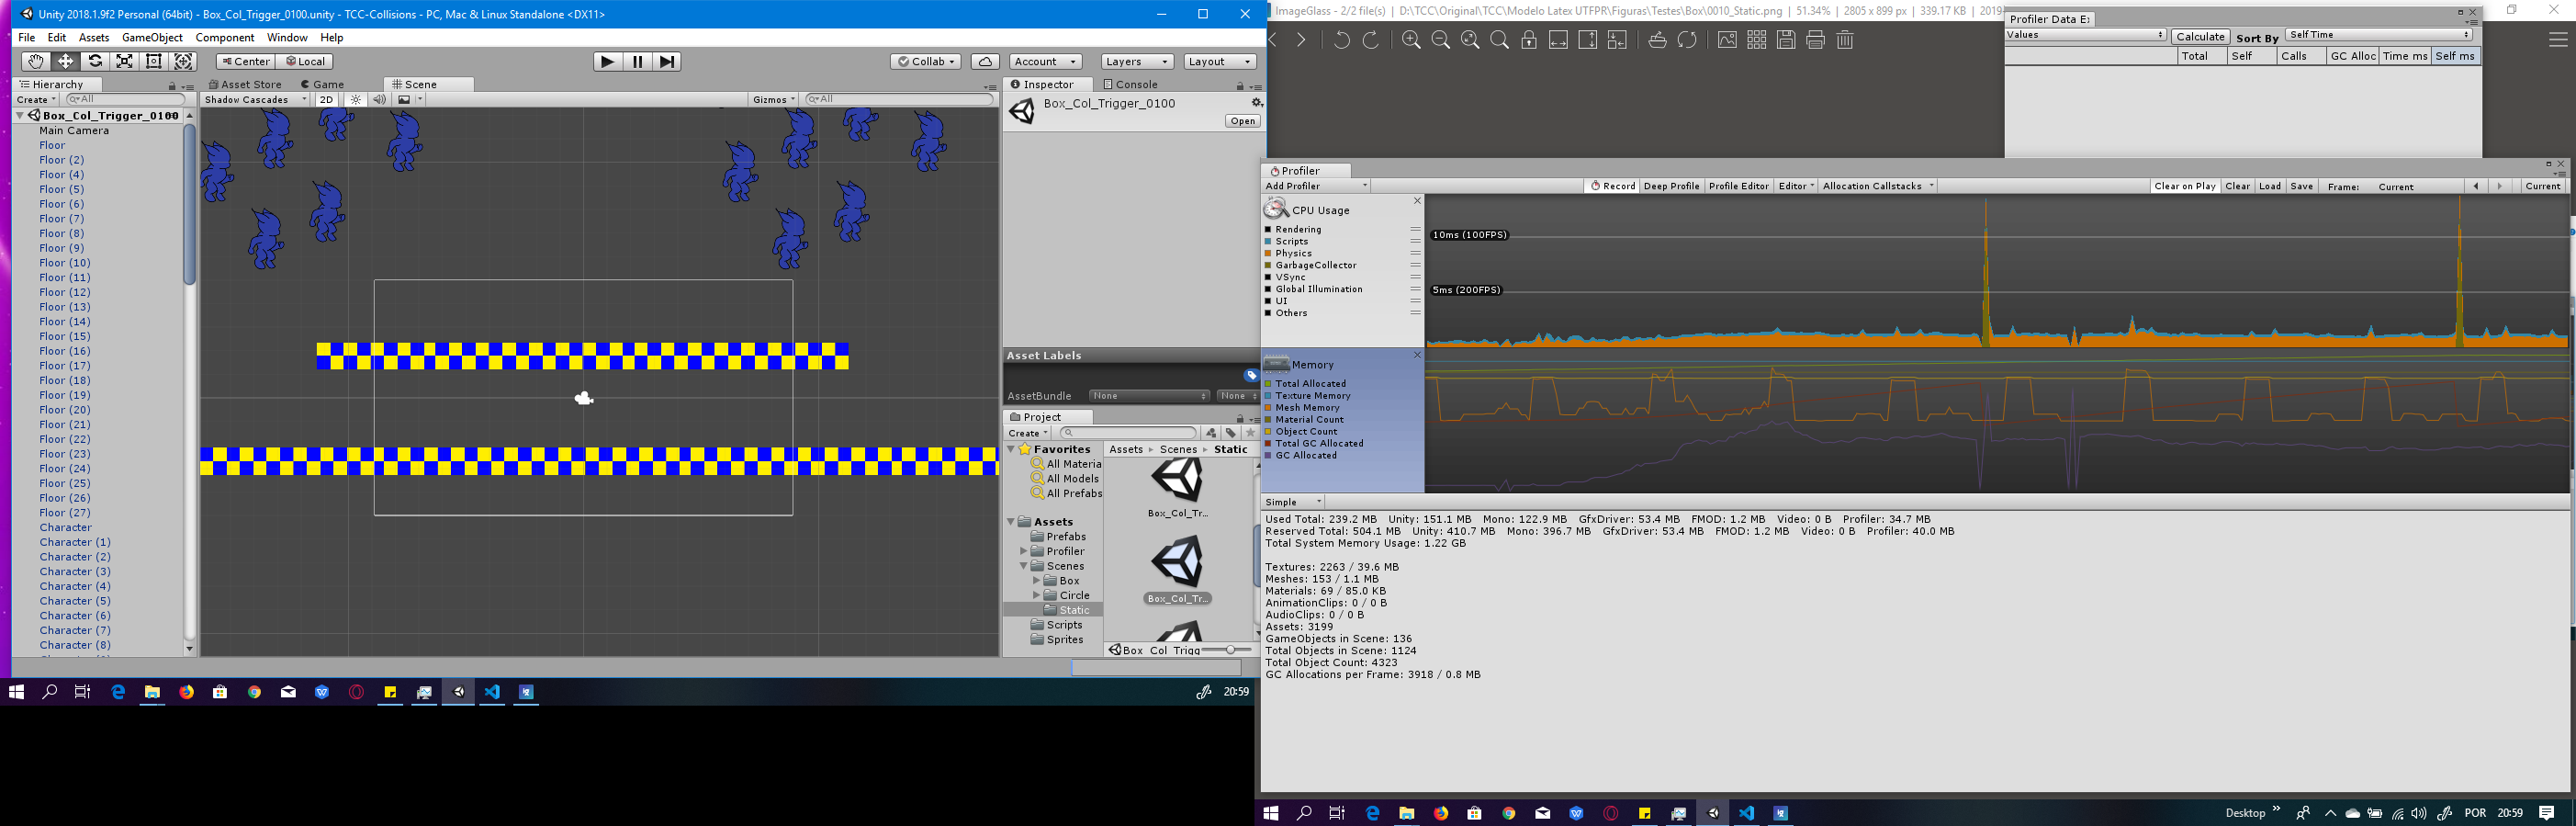 Unity 2018.1.9f2 Personal (64bit) - Box_Col_Trigger_0100.unity - TCC-Collisions - PC, Mac & Linux Standalone <DX11>
File Edit Assets GameObject Component Window Help
Center Local
Collab Account Layers Layout
Hierarchy
Create All
Box_Col_Trigger_0100
Main Camera
Floor
Floor (2)
Floor (4)
Floor (5)
Floor (6)
Floor (7)
Floor (8)
Floor (9)
Floor (10)
Floor (11)
Floor (12)
Floor (13)
Floor (14)
Floor (15)
Floor (16)
Floor (17)
Floor (18)
Floor (19)
Floor (20)
Floor (21)
Floor (22)
Floor (23)
Floor (24)
Floor (25)
Floor (26)
Floor (27)
Character
Character (1)
Character (2)
Character (3)
Character (4)
Character (5)
Character (6)
Character (7)
Character (8)
Asset Store Game Scene
Shadow Cascades 2D Gizmos All
Inspector Console
Box_Col_Trigger_0100
Open
Asset Labels
AssetBundle None None
Project
Create
Favorites
All Materia
All Models
All Prefabs
Assets
Prefabs
Profiler
Scenes
Box
Circle
Static
Scripts
Sprites
Assets Scenes Static
Box_Col_Tr...
Box_Col_Tr...
Box_Col_Trigg
20:59
ImageGlass - 2/2 file(s) | D:\TCC\Original\TCC\Modelo Latex UTFPR\Figuras\Testes\Box\0010_Static.png | 51.34% | 2805 x 899 px | 339.17 KB | 2019
Profiler Data E:
Values Calculate Sort By Self Time
Total Self Calls GC Alloc Time ms Self ms
Profiler
Add Profiler Record Deep Profile Profile Editor Editor Allocation Callstacks Clear on Play Clear Load Save Frame: Current Current
CPU Usage
Rendering
Scripts
Physics
GarbageCollector
VSync
Global Illumination
UI
Others
10ms (100FPS)
5ms (200FPS)
Memory
Total Allocated
Texture Memory
Mesh Memory
Material Count
Object Count
Total GC Allocated
GC Allocated
Simple
Used Total: 239.2 MB Unity: 151.1 MB Mono: 122.9 MB GfxDriver: 53.4 MB FMOD: 1.2 MB Video: 0 B Profiler: 34.7 MB
Reserved Total: 504.1 MB Unity: 410.7 MB Mono: 396.7 MB GfxDriver: 53.4 MB FMOD: 1.2 MB Video: 0 B Profiler: 40.0 MB
Total System Memory Usage: 1.22 GB
Textures: 2263 / 39.6 MB
Meshes: 153 / 1.1 MB
Materials: 69 / 85.0 KB
AnimationClips: 0 / 0 B
AudioClips: 0 / 0 B
Assets: 3199
GameObjects in Scene: 136
Total Objects in Scene: 1124
Total Object Count: 4323
GC Allocations per Frame: 3918 / 0.8 MB
Desktop POR 20:59